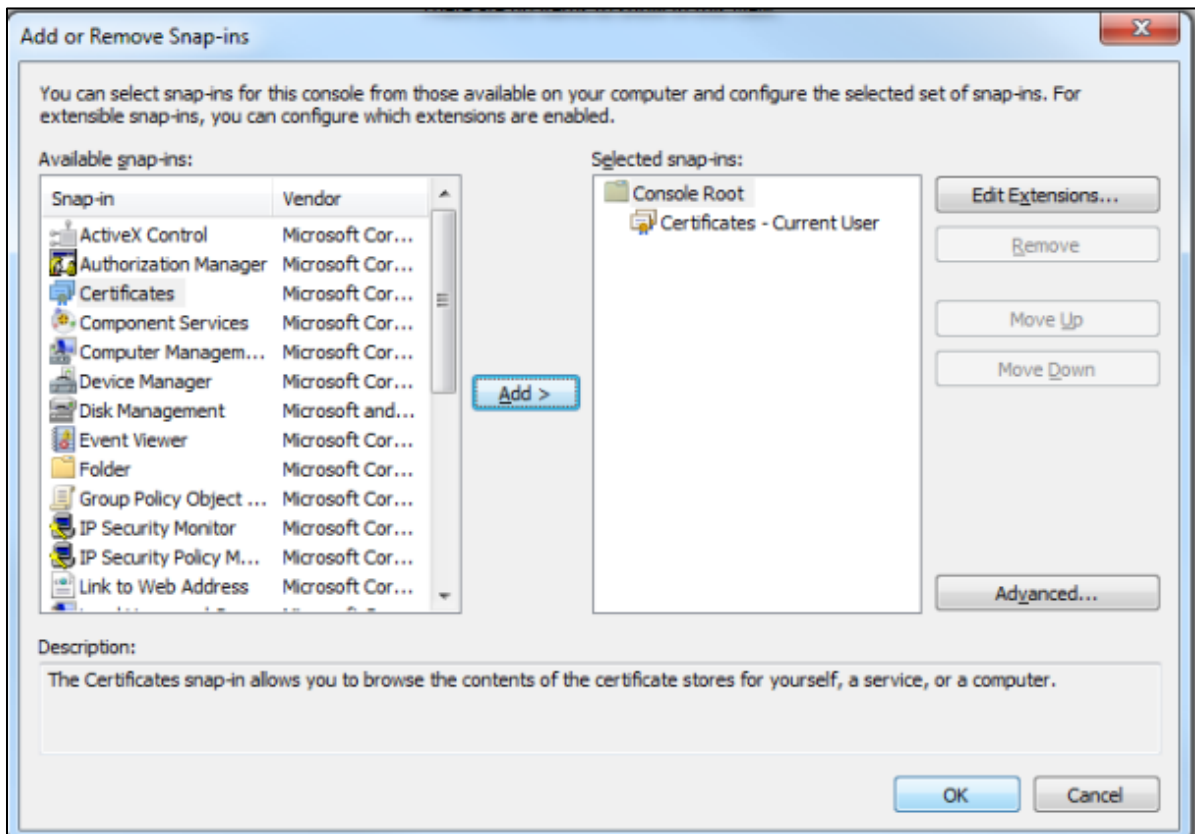 Add or Remove Snap-ins
You can select snap-ins for this console from those available on your computer and configure the selected set of snap-ins. For
extensible snap-ins, you can configure which extensions are enabled.
Available snap-ins:
Snap-in Vendor
ActiveX Control Microsoft Cor...
Authorization Manager Microsoft Cor...
Certificates Microsoft Cor...
Component Services Microsoft Cor...
Computer Managem... Microsoft Cor...
Device Manager Microsoft Cor...
Disk Management Microsoft and...
Event Viewer Microsoft Cor...
Folder Microsoft Cor...
Group Policy Object ... Microsoft Cor...
IP Security Monitor Microsoft Cor...
IP Security Policy M... Microsoft Cor...
Link to Web Address Microsoft Cor...
Add >
Selected snap-ins:
Console Root
Certificates - Current User
Edit Extensions...
Remove
Move Up
Move Down
Advanced...
Description:
The Certificates snap-in allows you to browse the contents of the certificate stores for yourself, a service, or a computer.
OK
Cancel